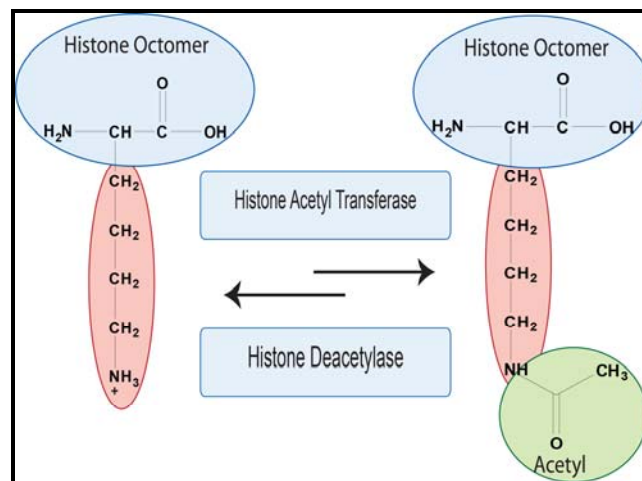 Histone Octomer
O
H₂N CH C OH
CH₂
CH₂
CH₂
CH₂
NH₃
+
Histone Acetyl Transferase
Histone Deacetylase
Histone Octomer
O
H₂N CH C OH
CH₂
CH₂
CH₂
CH₂
NH CH₃
O
Acetyl